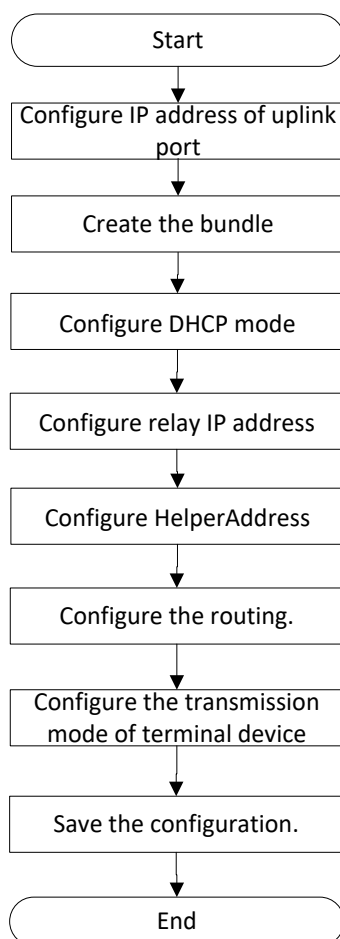 Start
Configure IP address of uplink
port
Create the bundle
Configure DHCP mode
Configure relay IP address
Configure HelperAddress
Configure the routing.
Configure the transmission
mode of terminal device
Save the configuration.
End